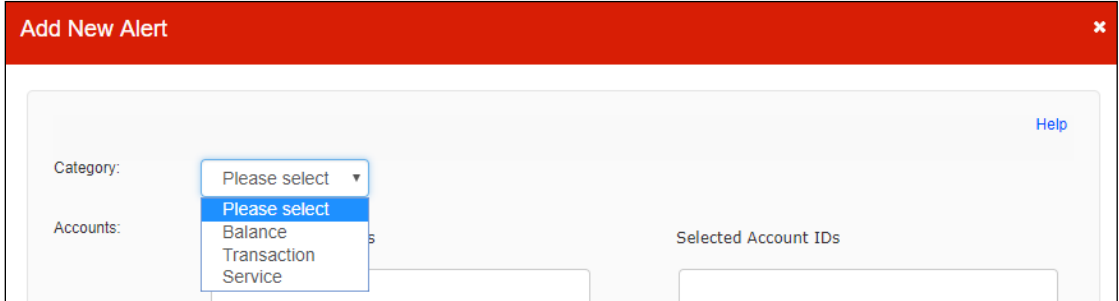 Add New Alert
Help
Category:
Please select
Please select
Accounts:
Balance
Selected Account IDs
Transaction
Service